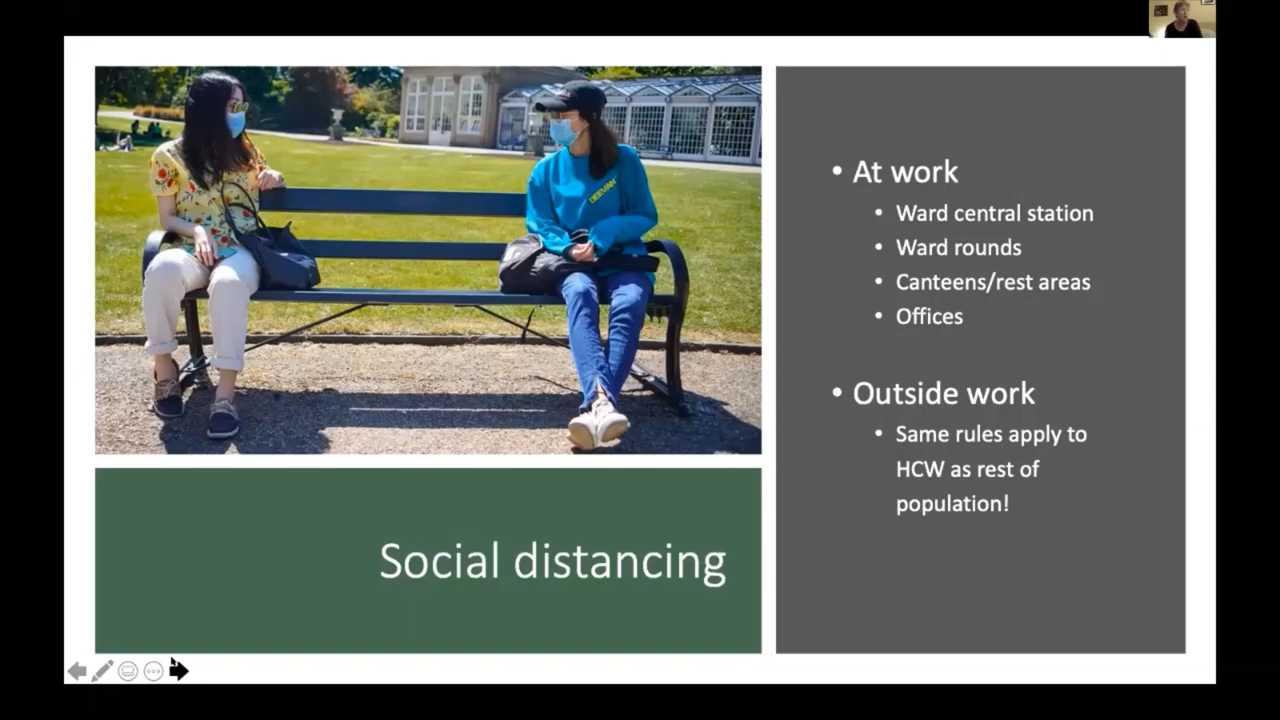 • At work
• Ward central station
• Ward rounds
• Canteens/rest areas
• Offices
• Outside work
• Same rules apply to
HCW as rest of
population!
Social distancing